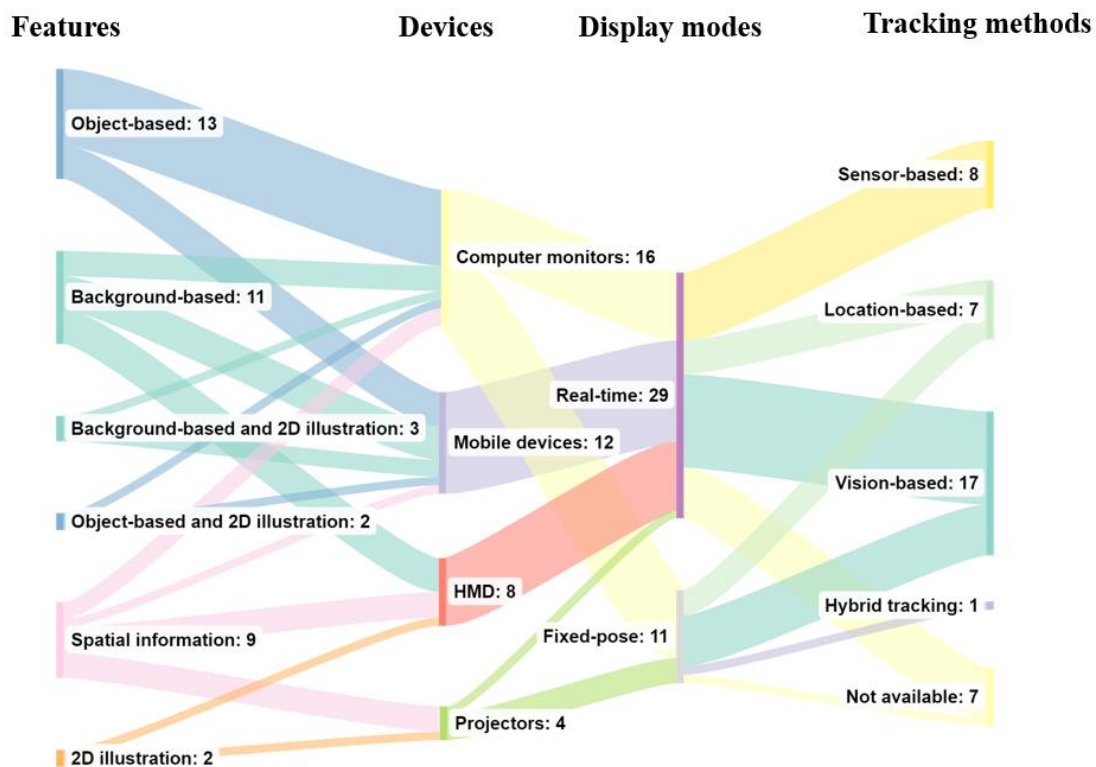 Features
Devices
Display modes
Tracking methods
Object-based: 13
Background-based: 11
Background-based and 2D illustration: 3
Object-based and 2D illustration: 2
Spatial information: 9
2D illustration: 2
Computer monitors: 16
Mobile devices: 12
HMD: 8
Projectors: 4
Real-time: 29
Fixed-pose: 11
Sensor-based: 8
Location-based: 7
Vision-based: 17
Hybrid tracking: 1
Not available: 7